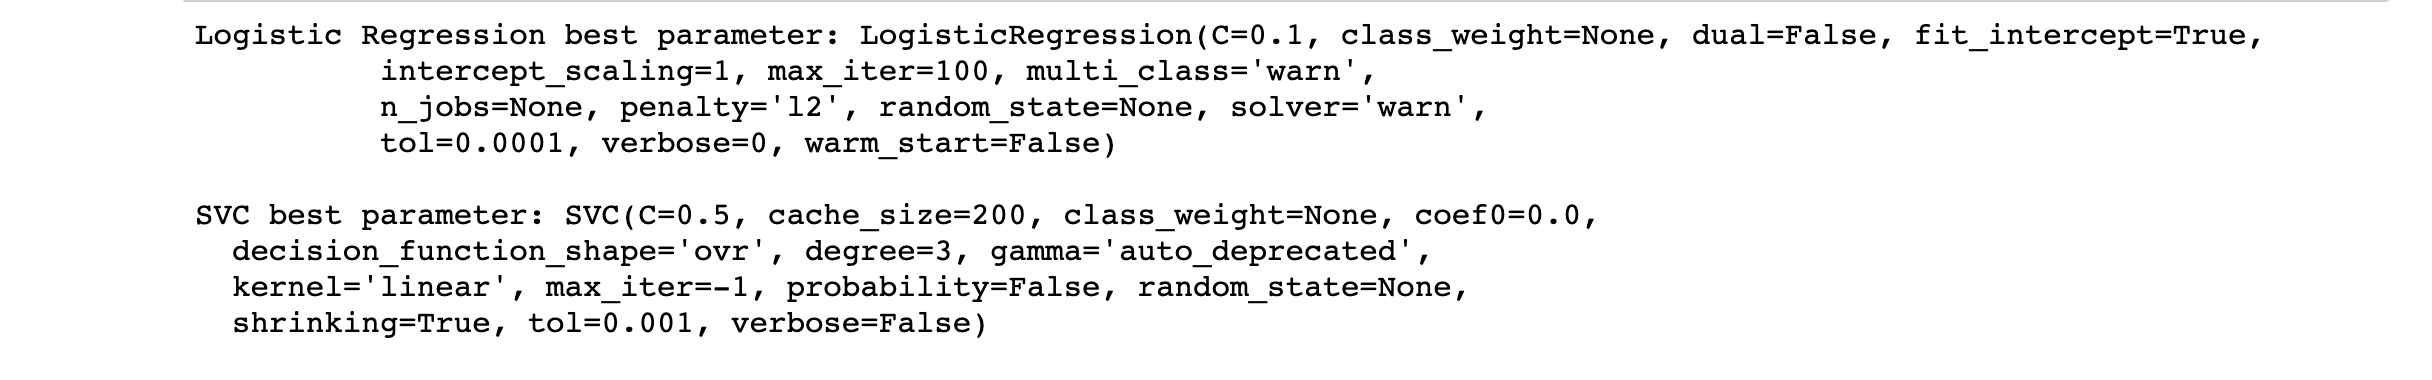 Logistic Regression best parameter: LogisticRegression(C=0.1, class_weight=None, dual=False, fit_intercept=True,
intercept_scaling=1, max_iter=100, multi_class='warn',
n_jobs=None, penalty='l2', random_state=None, solver='warn',
tol=0.0001, verbose=0, warm_start=False)
SVC best parameter: SVC(C=0.5, cache_size=200, class_weight=None, coef0=0.0,
decision_function_shape='ovr', degree=3, gamma='auto_deprecated',
kernel='linear', max_iter=-1, probability=False, random_state=None,
shrinking=True, tol=0.001, verbose=False)